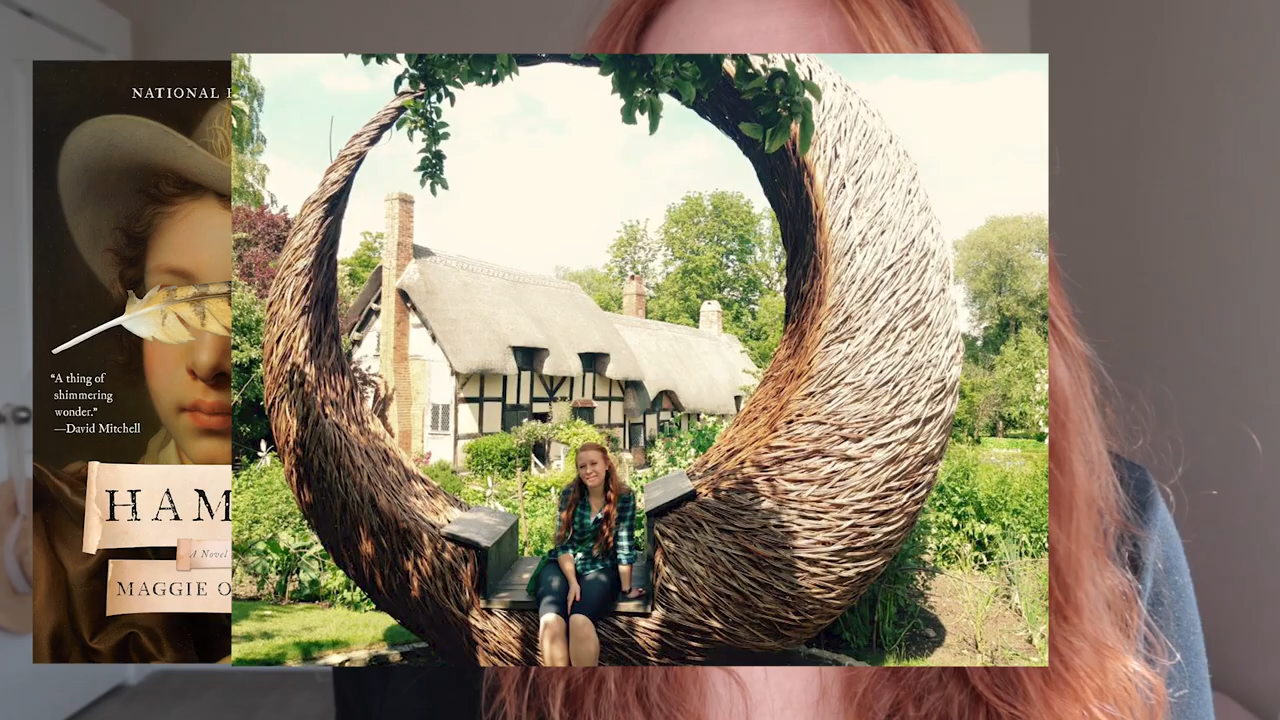 NATIONAL
"A thing of
shimmering
wonder."
—David Mitchell
HAM
A Novel
MAGGIE O